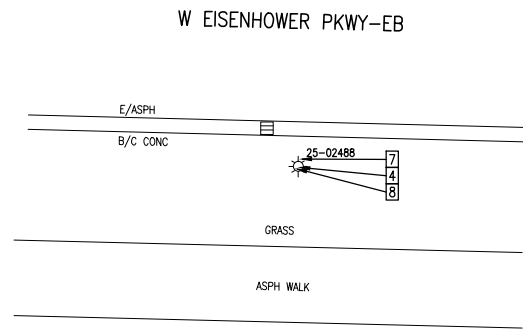 W EISENHOWER PKWY-EB
E/ASPH
B/C CONC
25-02488
7
4
8
GRASS
ASPH WALK